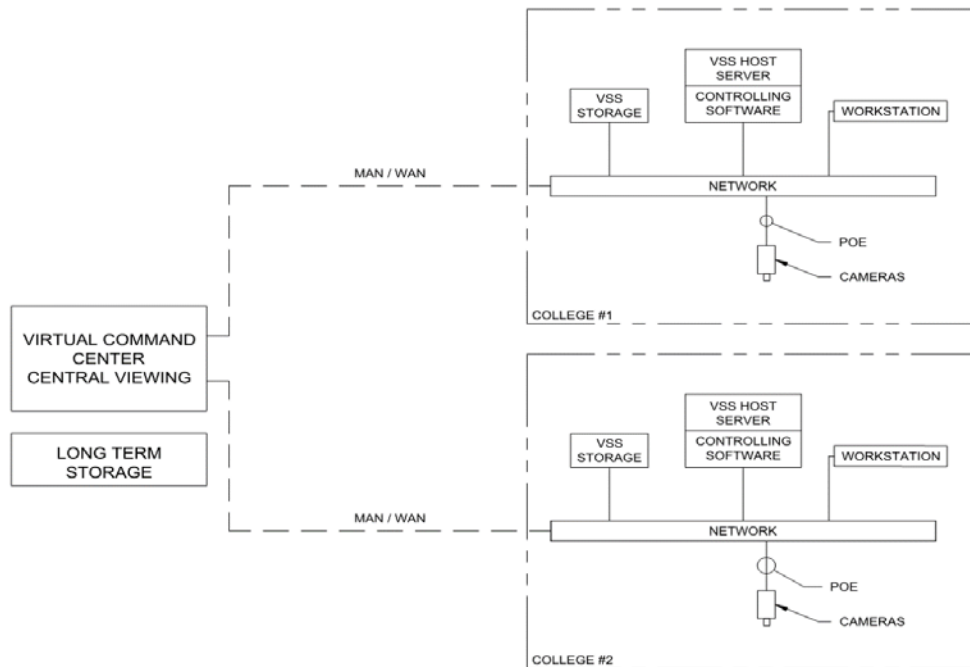 VSS HOST
SERVER
CONTROLLING
SOFTWARE
VSS
STORAGE
WORKSTATION
MAN / WAN
NETWORK
POE
CAMERAS
COLLEGE #1
VIRTUAL COMMAND
CENTER
CENTRAL VIEWING
LONG TERM
STORAGE
VSS HOST
SERVER
CONTROLLING
SOFTWARE
VSS
STORAGE
WORKSTATION
MAN / WAN
NETWORK
POE
CAMERAS
COLLEGE #2